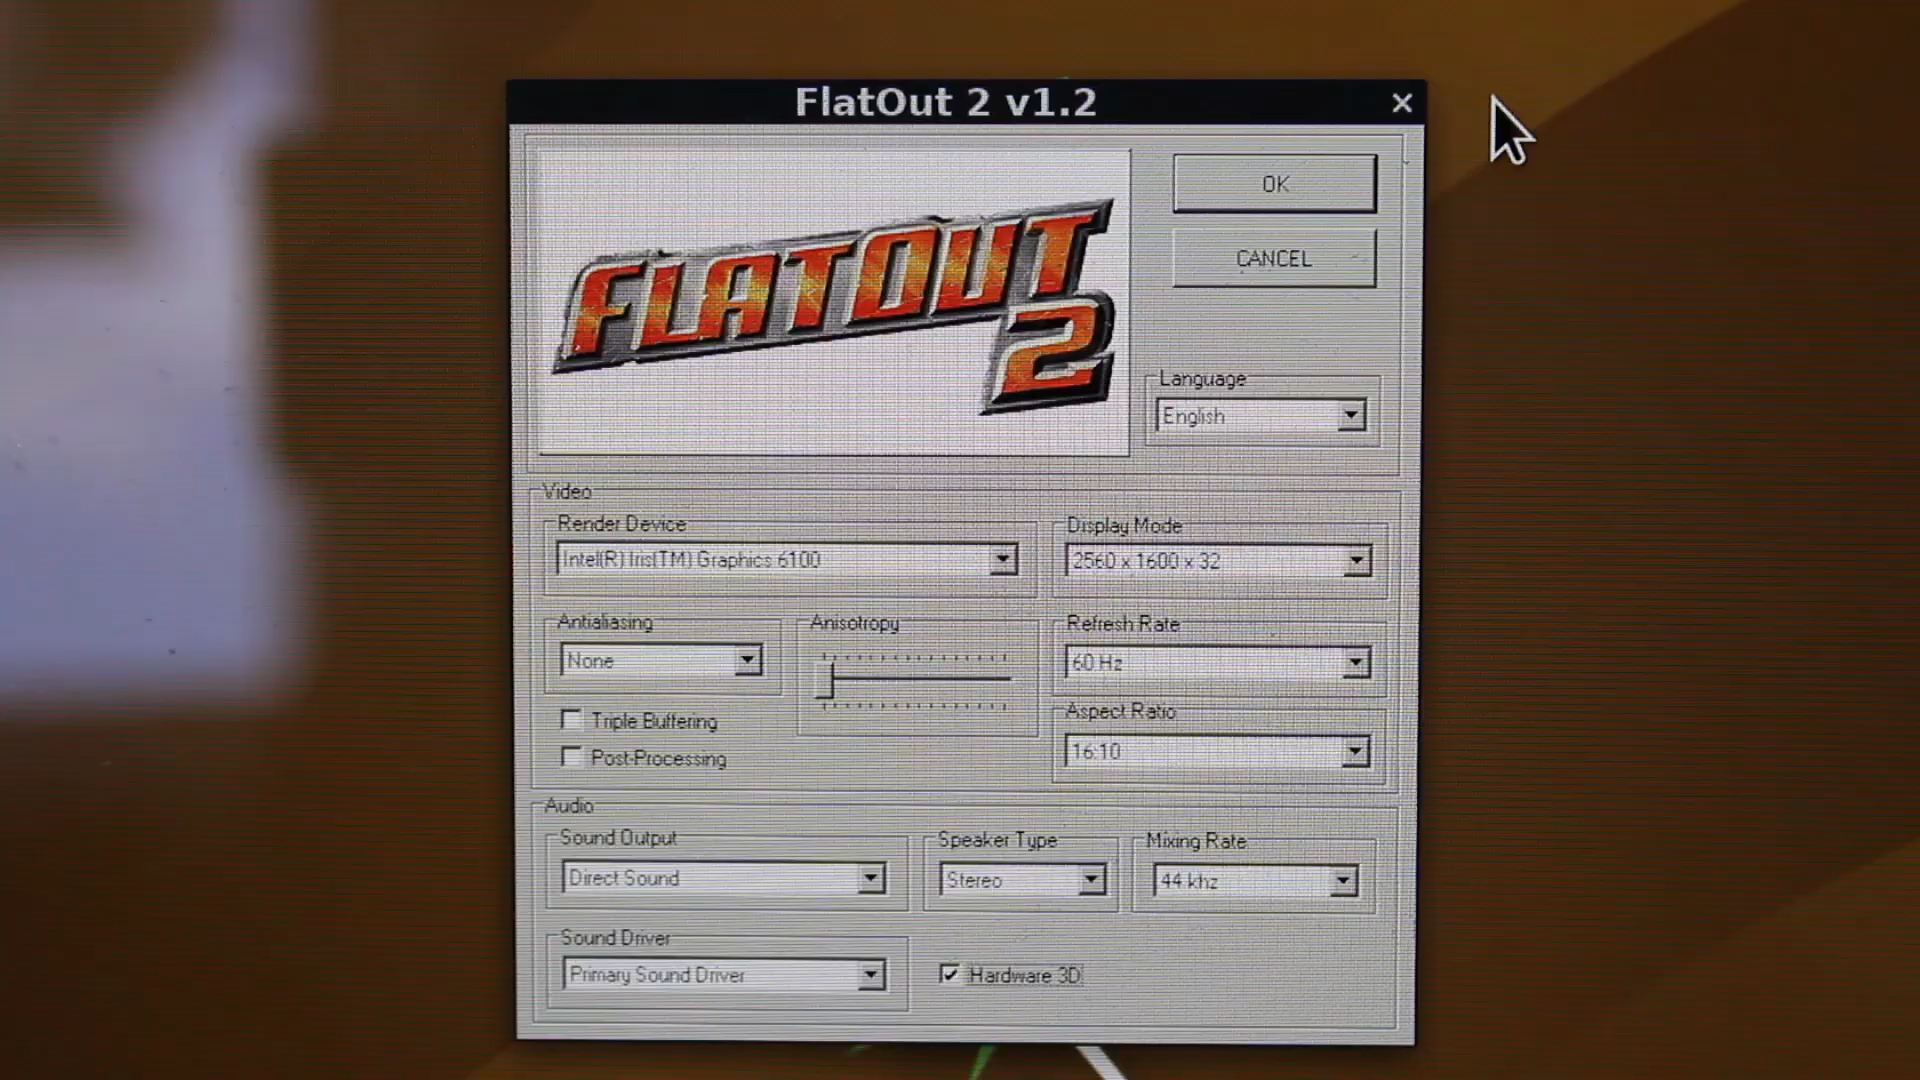 FlatOut 2 v1.2
FLATOUT
2
OK
CANCEL
Language
English
Video
Render Device
Intel(R) Iris(TM) Graphics 6100
Display Mode
2560 x 1600 x 32
Antialiasing
None
Anisotropy
Refresh Rate
60 Hz
Triple Buffering
Post-Processing
Aspect Ratio
16:10
Audio
Sound Output
Direct Sound
Speaker Type
Stereo
Mixing Rate
44 khz
Sound Driver
Primary Sound Driver
Hardware 3D